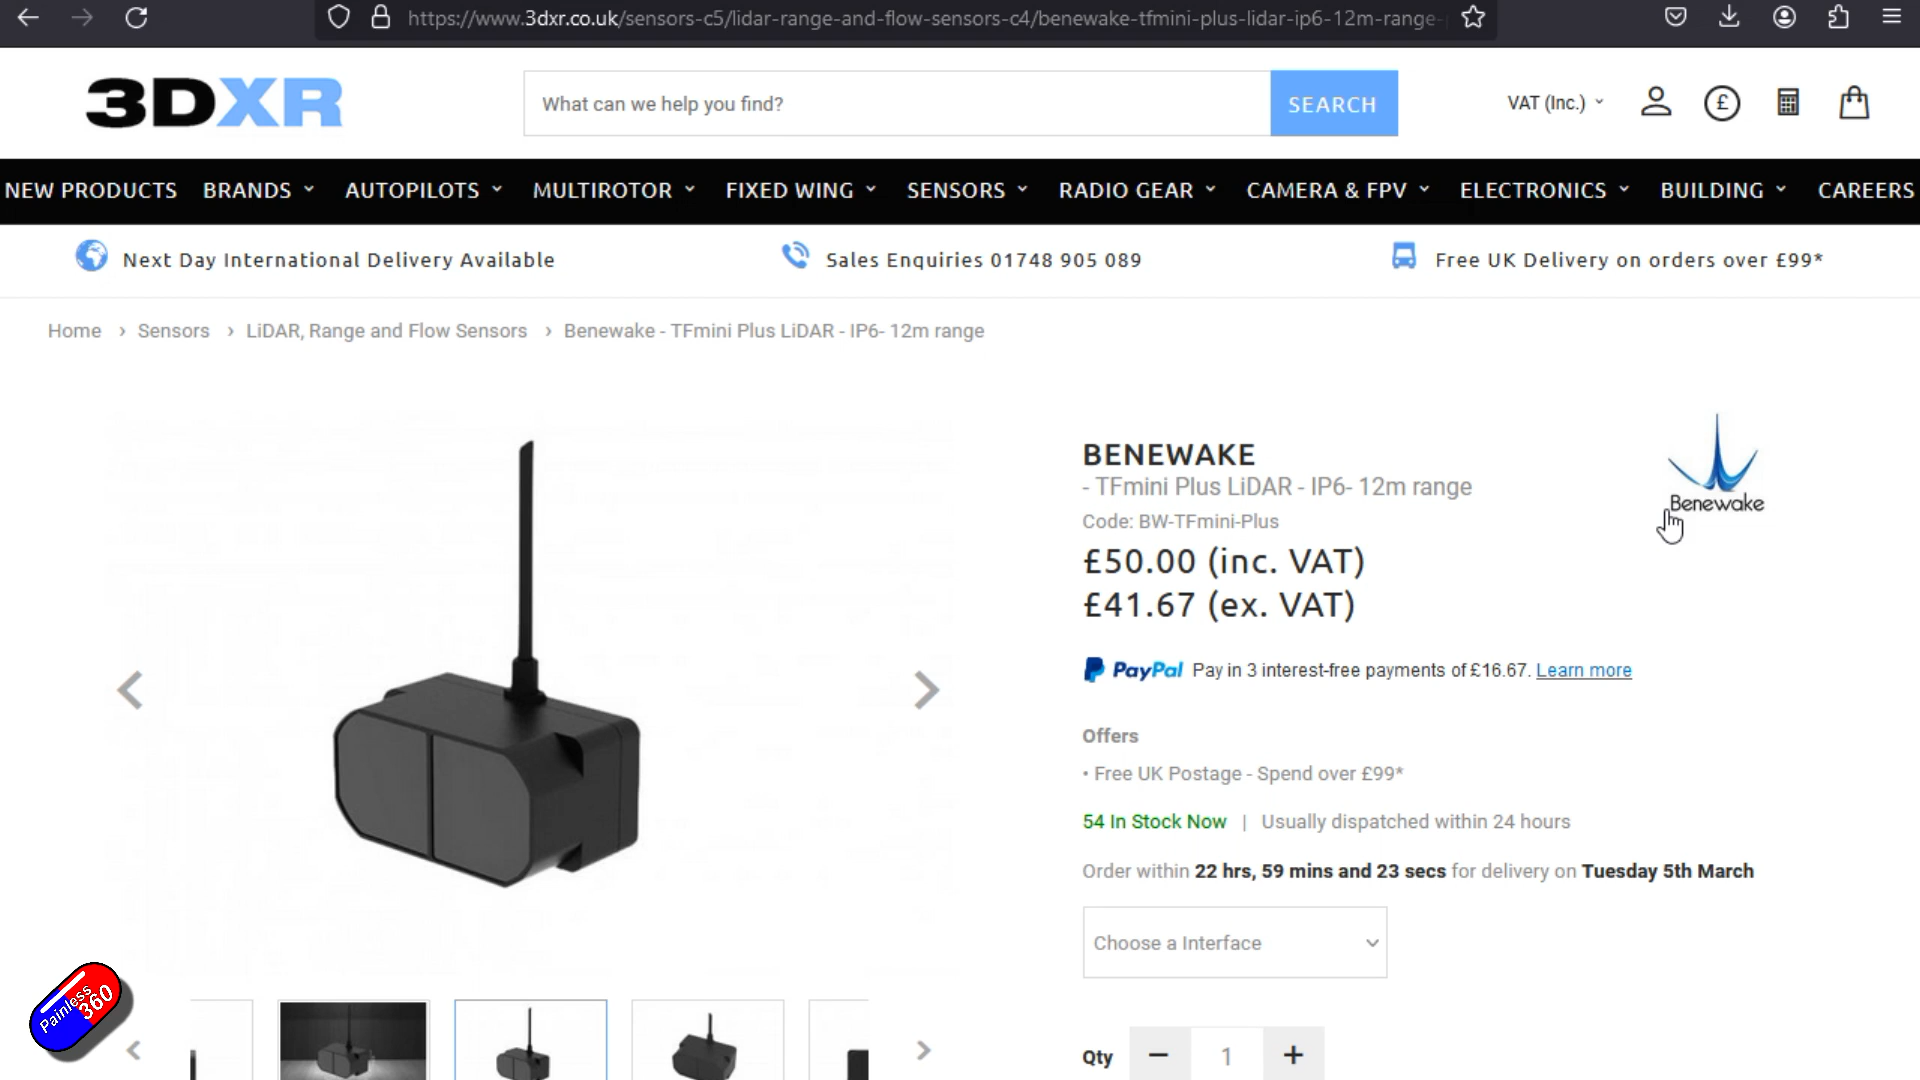 https://www.3dxr.co.uk/sensors-c5/lidar-range-and-flow-sensors-c4/benewake-tfmini-plus-lidar-ip6-12m-range-
3DXR
What can we help you find?
SEARCH
VAT (Inc.)
£
NEW PRODUCTS BRANDS AUTOPILOTS MULTIROTOR FIXED WING SENSORS RADIO GEAR CAMERA & FPV ELECTRONICS BUILDING CAREERS
Next Day International Delivery Available
Sales Enquiries 01748 905 089
Free UK Delivery on orders over £99*
Home › Sensors › LiDAR, Range and Flow Sensors › Benewake - TFmini Plus LiDAR - IP6- 12m range
BENEWAKE
- TFmini Plus LiDAR - IP6- 12m range
Benewake
Code: BW-TFmini-Plus
£50.00 (inc. VAT)
£41.67 (ex. VAT)
PayPal Pay in 3 interest-free payments of £16.67. Learn more
Offers
• Free UK Postage - Spend over £99*
54 In Stock Now | Usually dispatched within 24 hours
Order within 22 hrs, 59 mins and 23 secs for delivery on Tuesday 5th March
Choose a Interface
Qty − 1 +
Painless
360